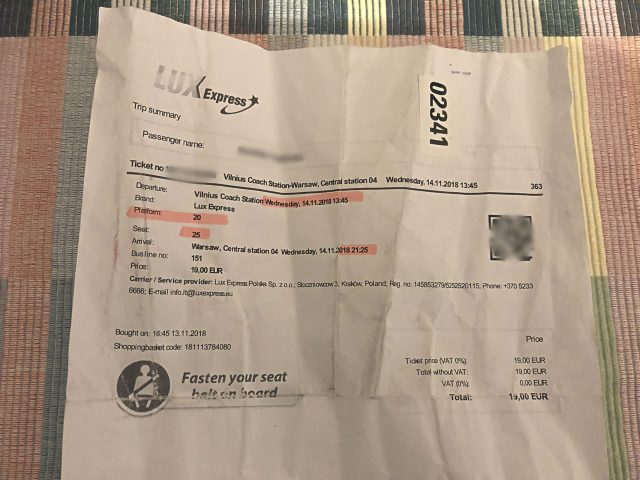 LUX Express
02341
Trip summary
Passenger name:
Ticket no Vilnius Coach Station-Warsaw, Central station 04 Wednesday, 14.11.2018 13:45 363
Departure: Vilnius Coach Station Wednesday, 14.11.2018 13:45
Brand: Lux Express
Platform: 20
Seat: 25
Arrival: Warsaw, Central station 04 Wednesday, 14.11.2018 21:25
Bus line no: 151
Price: 19,00 EUR
Carrier / Service provider: Lux Express Polska Sp. z o.o.; Stoczniowcow 3, Kraków, Poland; Reg. no: 145853279/5252520115; Phone: +370 5233
6666; E-mail info.lt@luxexpress.eu
Bought on: 16:45 13.11.2018
Shoppingbasket code: 181113784080
Price
Ticket price (VAT 0%): 19.00 EUR
Total without VAT: 19.00 EUR
VAT (0%): 0.00 EUR
Total: 19,00 EUR
Fasten your seat
belt on board